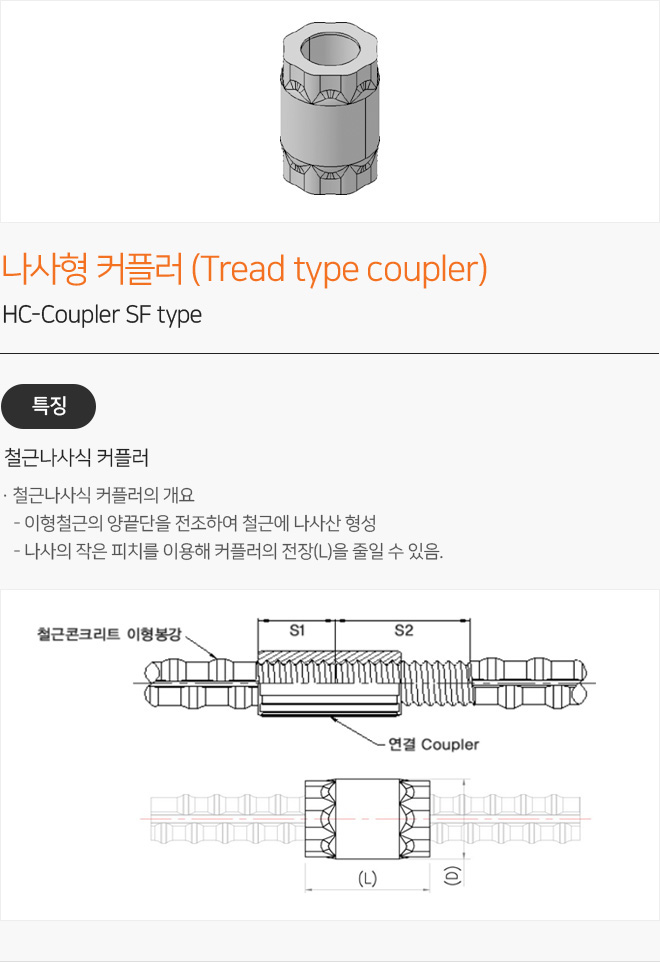 나사형 커플러 (Tread type coupler)
HC-Coupler SF type
특징
철근나사식 커플러
· 철근나사식 커플러의 개요
- 이형철근의 양끝단을 전조하여 철근에 나사산 형성
- 나사의 작은 피치를 이용해 커플러의 전장(L)을 줄일 수 있음.
철근콘크리트 이형봉강
S1
S2
연결 Coupler
(L)
(D)